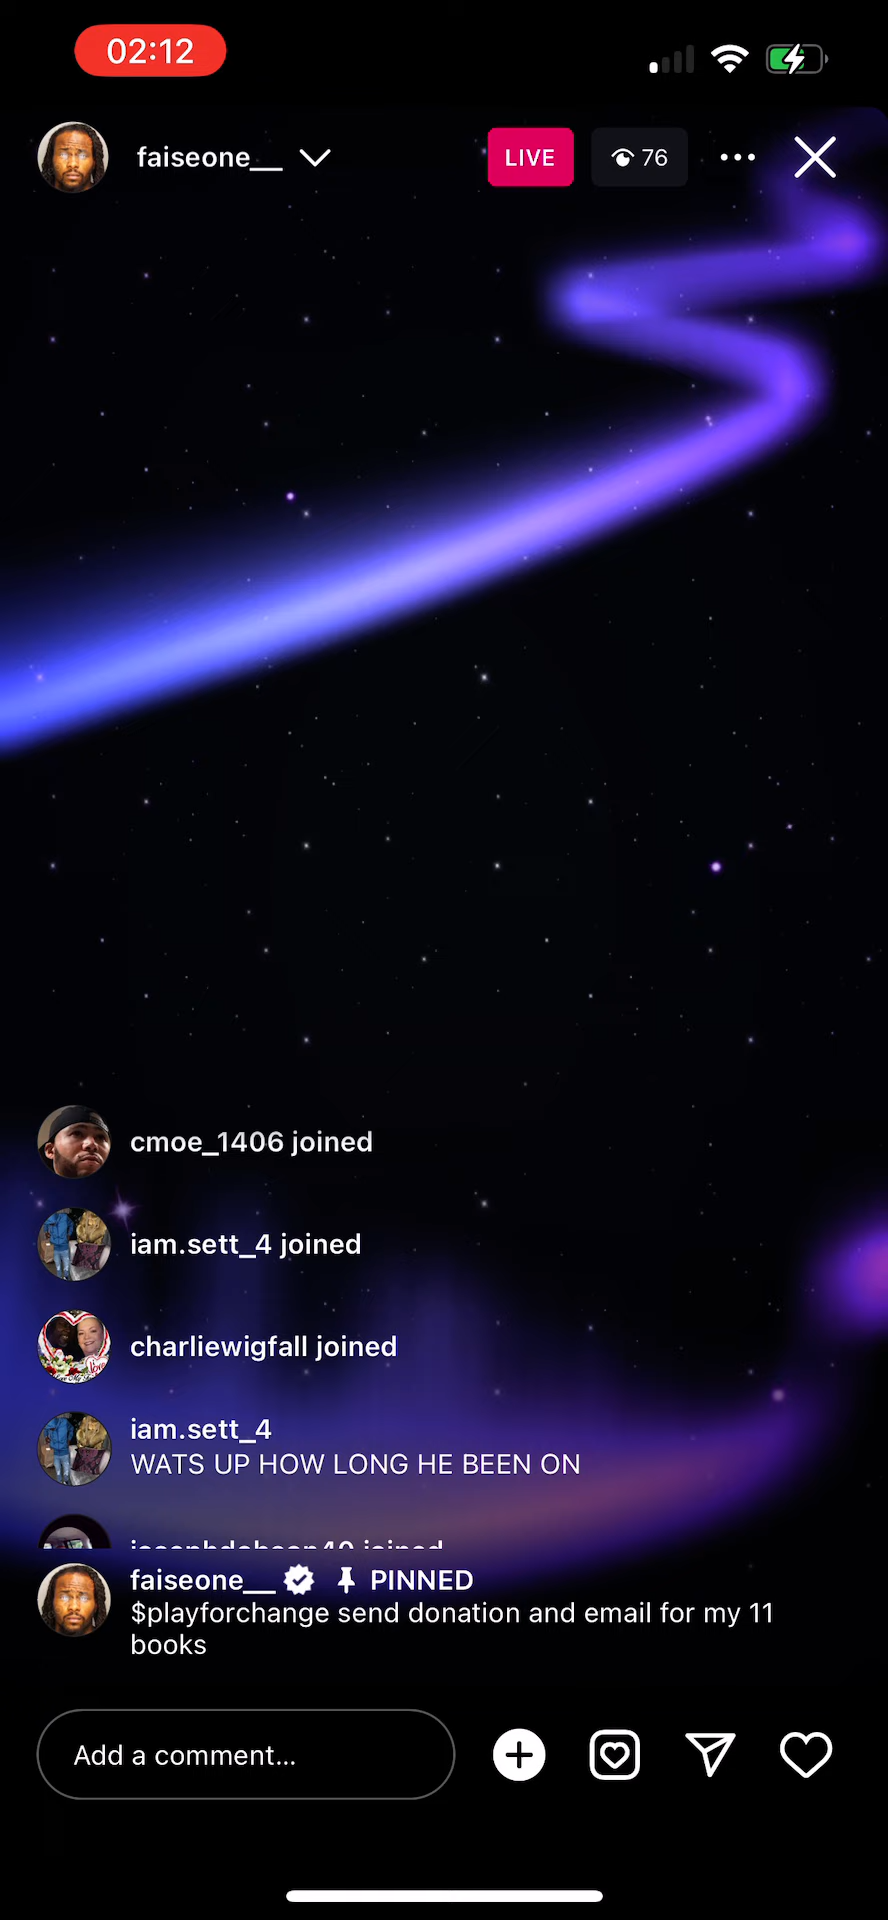 02:12
faiseone__
LIVE
76
cmoe_1406 joined
iam.sett_4 joined
charliewigfall joined
iam.sett_4
WATS UP HOW LONG HE BEEN ON
joined
faiseone__ PINNED
$playforchange send donation and email for my 11
books
Add a comment...